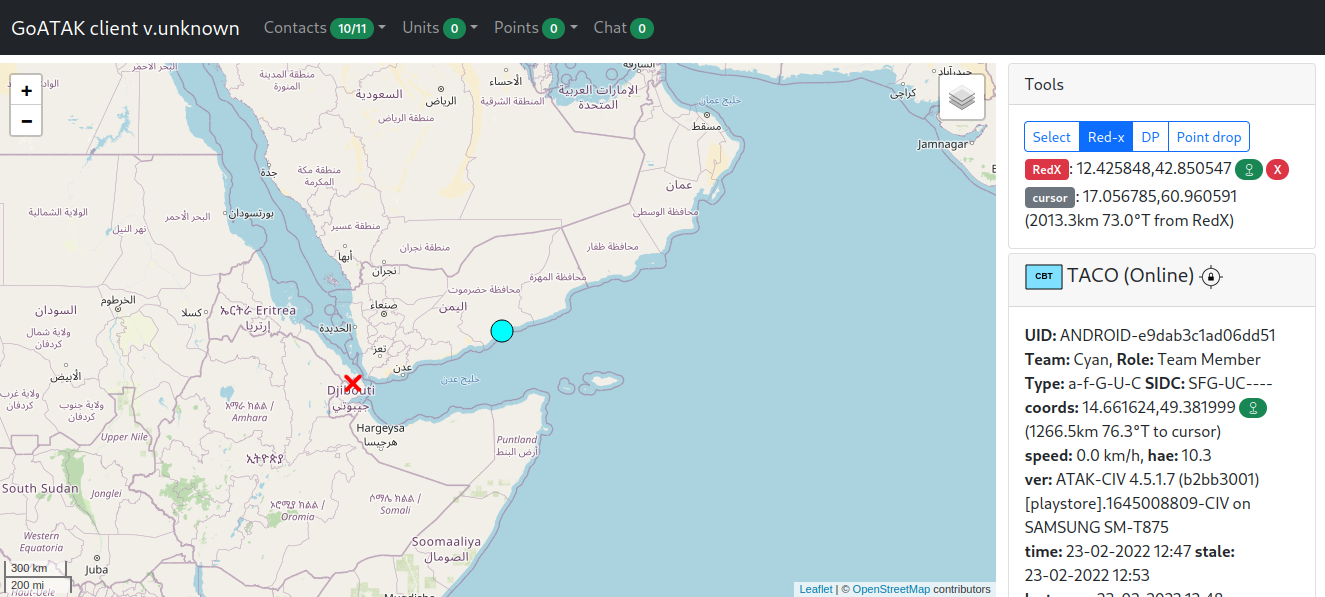 GoATAK client v.unknown
Contacts 10/11
Units 0
Points 0
Chat 0
+
−
البحر الأحمر
المدينة المنورة
السعودية
الرياض
منطقة الرياض
الأحساء
المنطقة الشرقية
الشارقة
الإمارات العربية المتحدة
خليج عمان
مسقط
حيدرآباد
کراچی
Jamnagar
جدة
منطقة مكة المكرمة
عمان
محافظة الوسطى
الولاية الشمالية
البحر الأحمر
بورتسودان
نهر النيل
منطقة عسير
أبها
منطقة نجران
نجران
محافظة ظفار
محافظة المهرة
محافظة حضرموت
اليمن
الخرطوم
السودان
كسلا
ኤርትራ Eritrea
إرتريا
صنعاء
الحديدة
ولاية شمال كردفان
تعز
عدن
خليج عدن
الأبيض
ولاية جنوب كردفان
ولاية غرب كردفان
Djibouti
جيبوتي
አማራ ክልል /
Amhara
Hargeysa
هرجيسا
Upper Nile
Puntland
أرض البنط
ኢትዮጵያ
South Sudan
Jonglei
ኦሮሚያ ክልል /
Oromia
ሶማሌ ክልል /
Somali
Western
Equatoria
Soomaaliya
الصومال
Juba
300 km
200 mi
Leaflet | © OpenStreetMap contributors
Tools
Select Red-x DP Point drop
RedX : 12.425848,42.850547 X
cursor : 17.056785,60.960591
(2013.3km 73.0°T from RedX)
CBT TACO (Online)
UID: ANDROID-e9dab3c1ad06dd51
Team: Cyan, Role: Team Member
Type: a-f-G-U-C SIDC: SFG-UC----
coords: 14.661624,49.381999
(1266.5km 76.3°T to cursor)
speed: 0.0 km/h, hae: 10.3
ver: ATAK-CIV 4.5.1.7 (b2bb3001)
[playstore].1645008809-CIV on
SAMSUNG SM-T875
time: 23-02-2022 12:47 stale:
23-02-2022 12:53